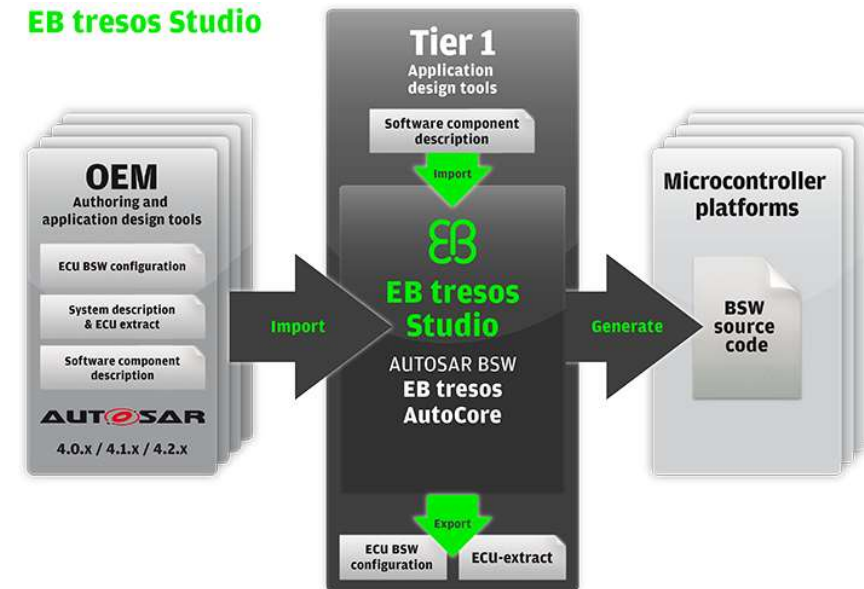 EB tresos Studio
OEM
Authoring and
application design tools
ECU BSW configuration
System description
& ECU extract
Software component
description
AUTOSAR
4.0.x / 4.1.x / 4.2.x
Import
Tier 1
Application
design tools
Software component
description
Import
EB
EB tresos
Studio
AUTOSAR BSW
EB tresos
AutoCore
Export
ECU BSW
configuration
ECU-extract
Generate
Microcontroller
platforms
BSW
source
code